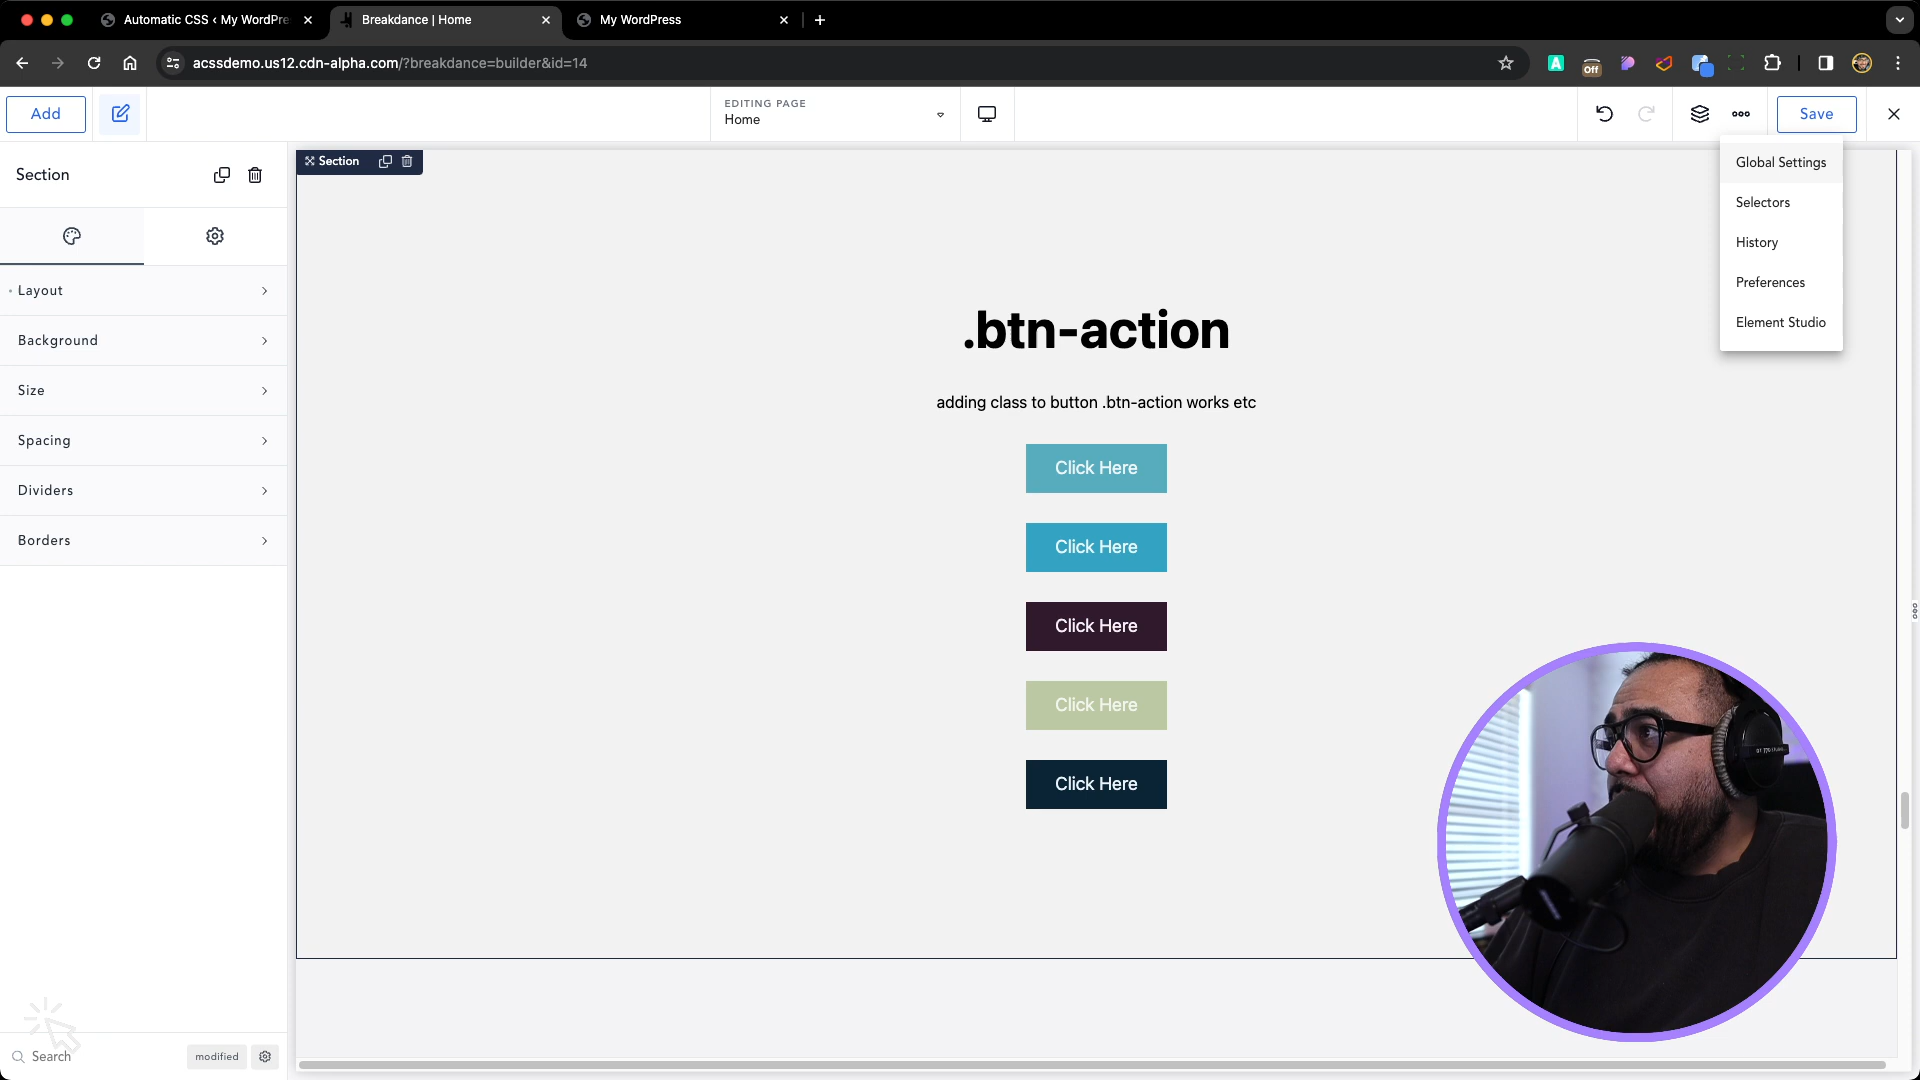 Automatic CSS ‹ My WordPre
Breakdance | Home
My WordPress
acssdemo.us12.cdn-alpha.com/?breakdance=builder&id=14
A
Off
Add
EDITING PAGE
Home
Save
Section
Section
Global Settings
Selectors
History
Preferences
Element Studio
Layout
Background
Size
Spacing
Dividers
Borders
.btn-action
adding class to button .btn-action works etc
Click Here
Click Here
Click Here
Click Here
Click Here
Search
modified